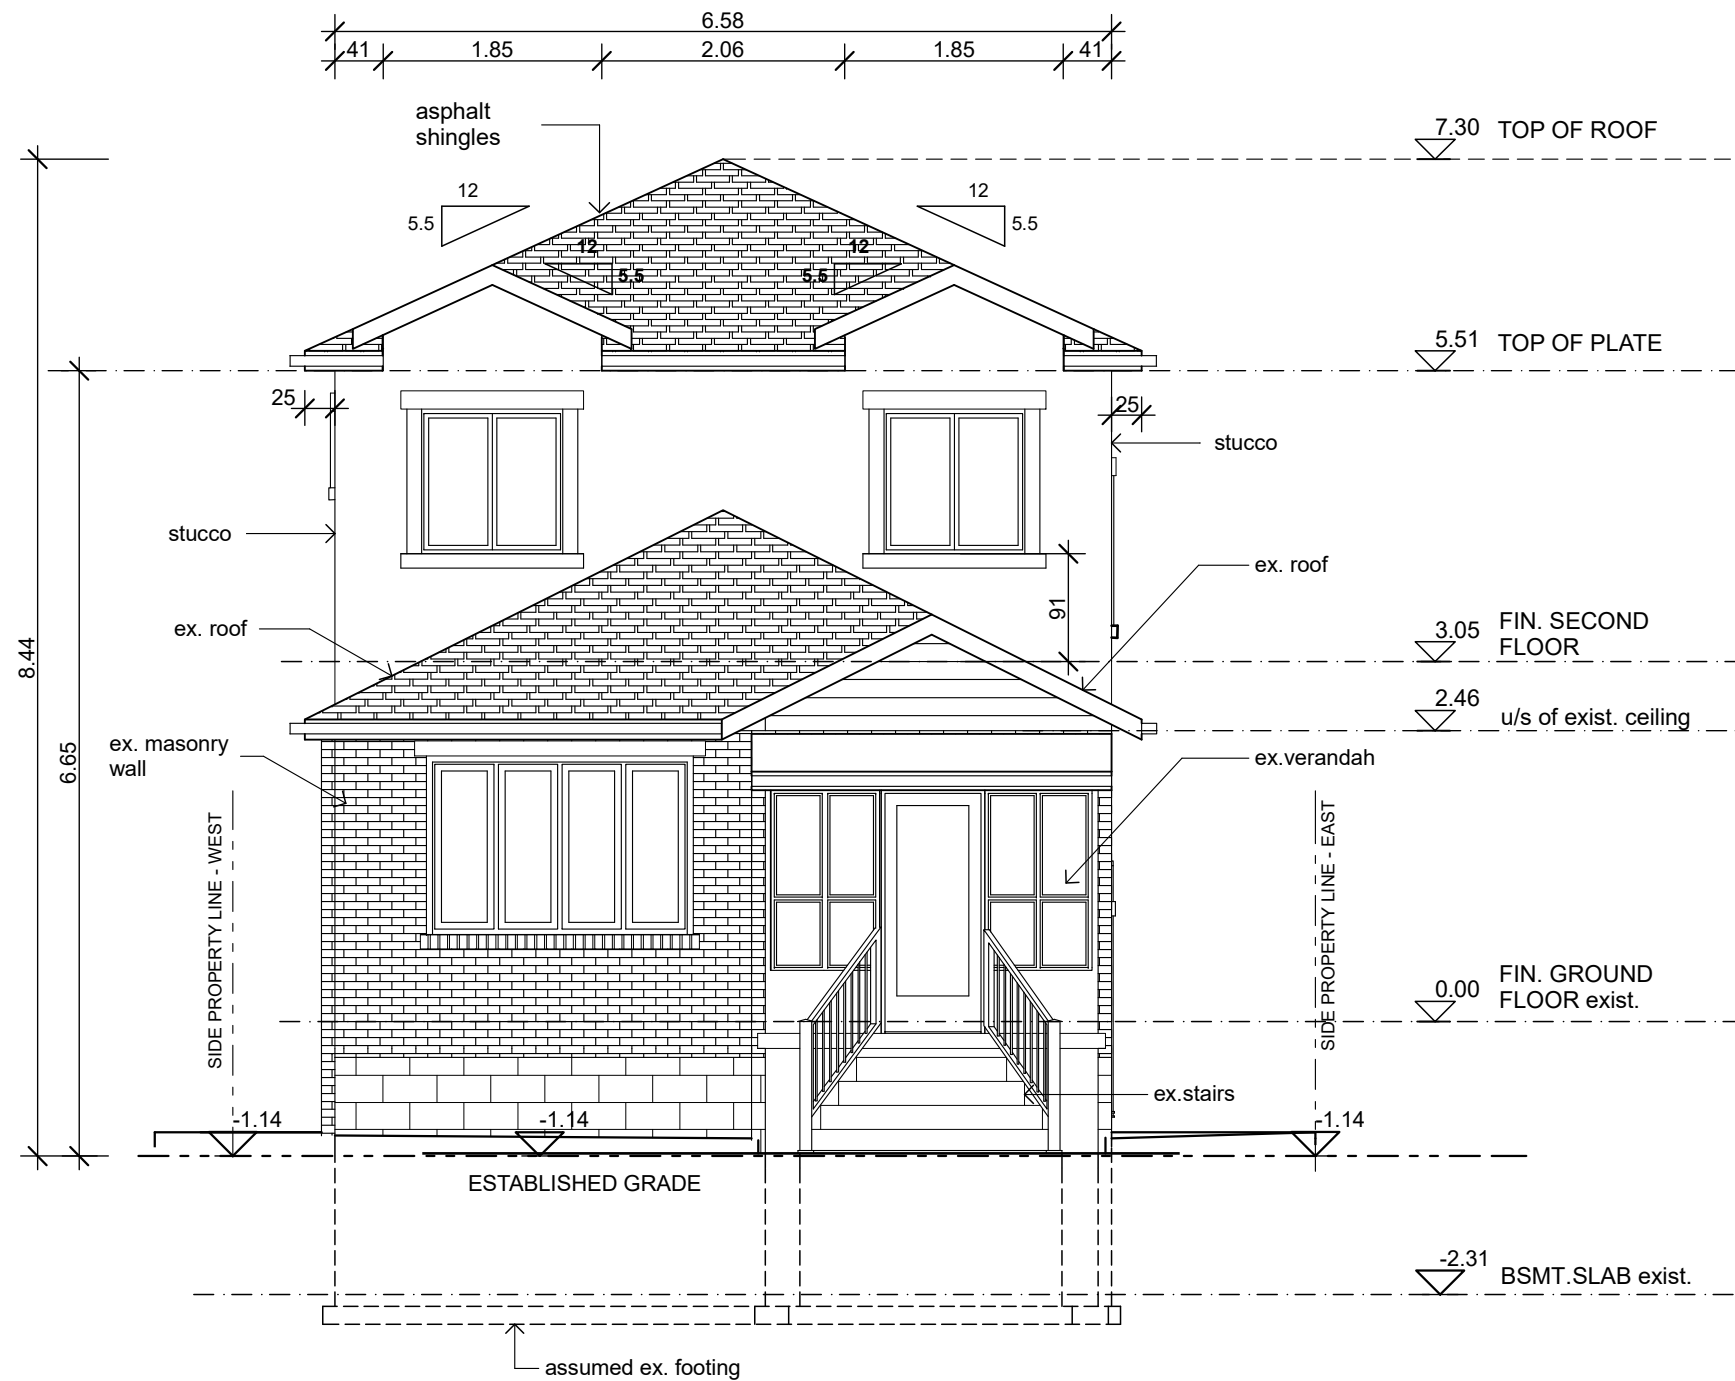 6.58
41 1.85 2.06 1.85 41
asphalt
shingles
7.30 TOP OF ROOF
12
5.5
12
5.5
12
5.5
12
5.5
5.51 TOP OF PLATE
25
25
stucco
stucco
ex. roof
91
ex. roof
3.05 FIN. SECOND
FLOOR
8.44
2.46 u/s of exist. ceiling
6.65
ex. masonry
wall
ex.verandah
SIDE PROPERTY LINE - WEST
SIDE PROPERTY LINE - EAST
0.00 FIN. GROUND
FLOOR exist.
ex.stairs
-1.14
-1.14
-1.14
ESTABLISHED GRADE
-2.31 BSMT.SLAB exist.
assumed ex. footing